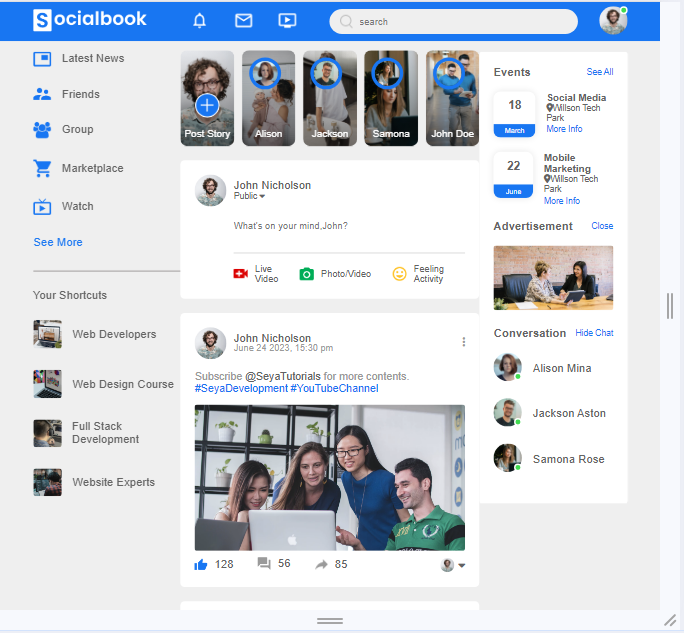 Socialbook
search
Latest News
Friends
Group
Marketplace
Watch
See More
Your Shortcuts
Web Developers
Web Design Course
Full Stack
Development
Website Experts
Post Story
Alison
Jackson
Samona
John Doe
John Nicholson
Public
What's on your mind,John?
Live
Video
Photo/Video
Feeling
Activity
John Nicholson
June 24 2023, 15:30 pm
Subscribe @SeyaTutorials for more contents.
#SeyaDevelopment #YouTubeChannel
128
56
85
Events
See All
18
March
Social Media
Willson Tech
Park
More Info
22
June
Mobile
Marketing
Willson Tech
Park
More Info
Advertisement
Close
Conversation
Hide Chat
Alison Mina
Jackson Aston
Samona Rose